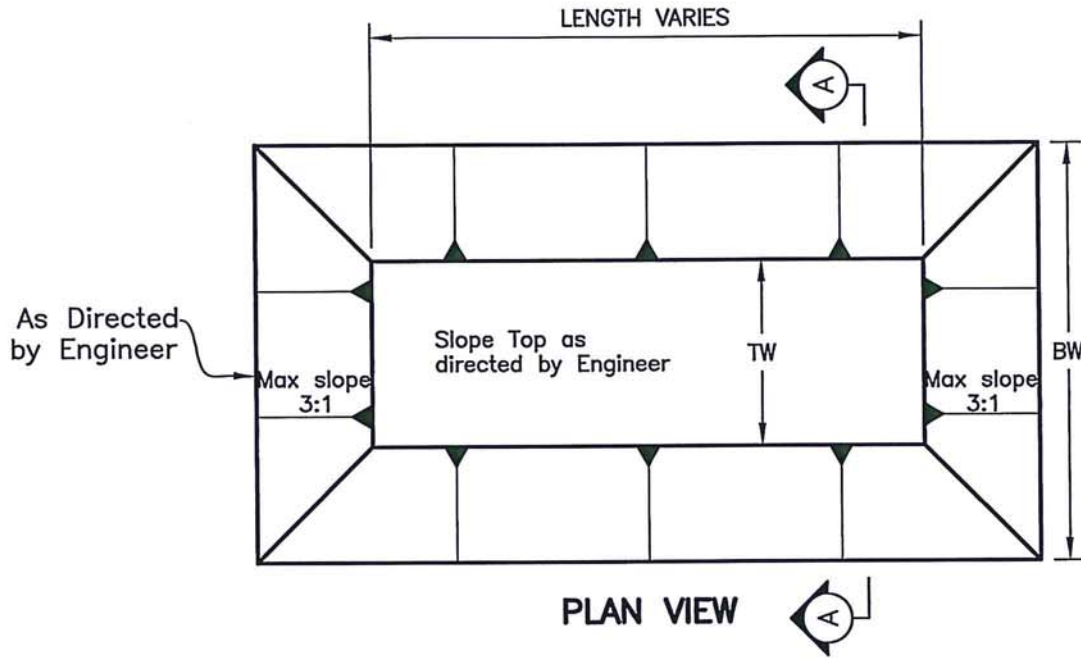 LENGTH VARIES
A
As Directed
by Engineer
Max slope
3:1
Slope Top as
directed by Engineer
TW
Max slope
3:1
BW
PLAN VIEW
A